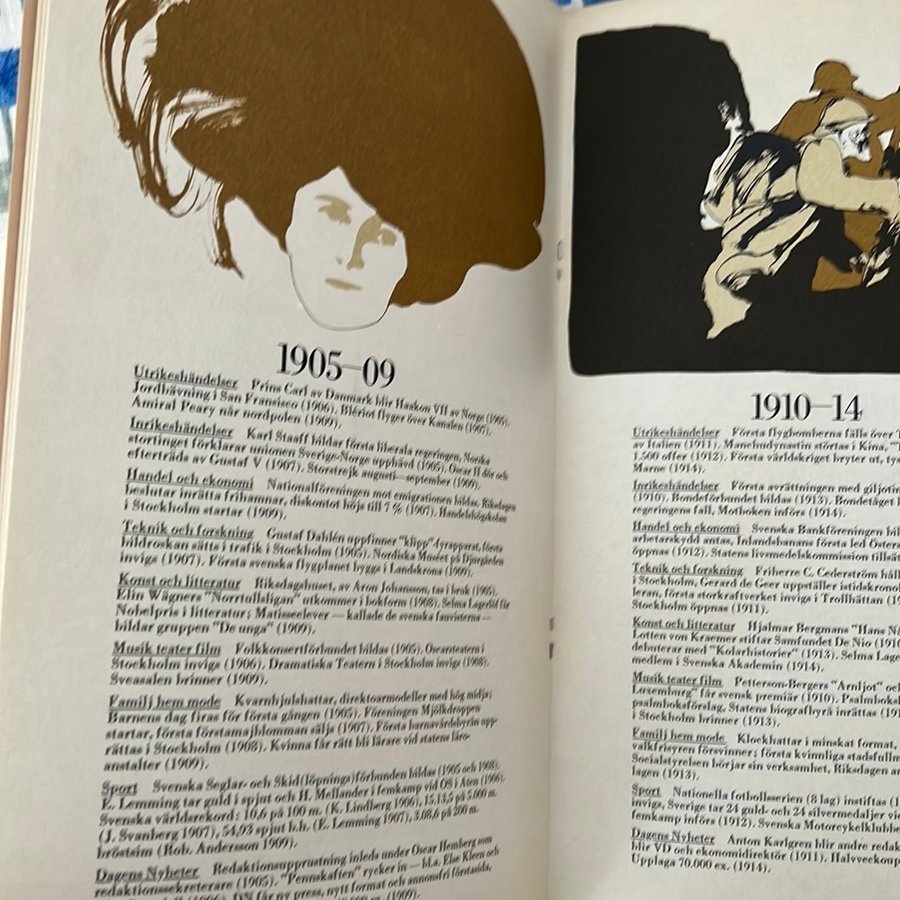 1905–09
Utrikeshändelser Prins Carl av Danmark blir Haakon VII av Norge (1905).
Jordbävning i San Fransisco (1906). Blériot flyger över Kanalen (1907).
Amiral Peary når nordpolen (1909).
Inrikeshändelser Karl Staaff bildar första liberala regeringen, Norska
stortinget förklarar unionen Sverige-Norge upphävd (1905). Oscar II dör och
efterträds av Gustaf V (1907). Storstrejk augusti—september (1909).
Handel och ekonomi Nationalföreningen mot emigrationen bildas. Riksdagen
beslutar inrätta frihamnar, diskontot höjs till 7 % (1907). Handelshögskolan
i Stockholm startar (1909).
Teknik och forskning Gustaf Dahlén uppfinner "klipp"-fyrapparat, första
bildroskan sätts i trafik i Stockholm (1905). Nordiska Muséet på Djurgården
invigs (1907). Första svenska flygplanet byggs i Landskrona (1909).
Konst och litteratur Riksdagshuset, av Aron Johansson, tas i bruk (1905).
Elin Wägners "Norrtullsligan" utkommer i bokform (1908). Selma Lagerlöf får
Nobelpris i litteratur; Matisseelever — kallade de svenska fauvisterna —
bildar gruppen "De unga" (1909).
Musik teater film Folkkonsertförbundet bildas (1905). Oscarsteatern i
Stockholm invigs (1906). Dramatiska Teatern i Stockholm invigs (1908).
Sveasalen brinner (1909).
Familj hem mode Kvarnhjulshattar, direktoarmodeller med hög midja;
Barnens dag firas för första gången (1905). Föreningen Mjölkdroppen
startar, första förstamajblomman säljs (1907). Första barnavårdsbyrån upp-
rättas i Stockholm (1908). Kvinna får rätt bli lärare vid statens läro-
anstalter (1909).
Sport Svenska Seglar- och Skid(löpnings)förbunden bildas (1905 och 1908).
E. Lemming tar guld i spjut och H. Mellander i femkamp vid OS i Aten (1906).
Svenska världsrekord: 10,6 på 100 m. (K. Lindberg 1906), 15.13,5 på 5.000 m.
(J. Svanberg 1907), 54,93 spjut b.h. (E. Lemming 1907), 3.08,6 på 200 m.
bröstsim (Rob. Andersson 1909).
Dagens Nyheter Redaktionsupprustning inleds under Oscar Hemberg som
redaktionssekreterare (1905). "Pennskaften" rycker in — bl.a. Else Kleen och
(1906). DN får ny press, nytt format och annonsfri förstasida.
ex. (1909).
1910–14
Utrikeshändelser Första flygbomberna fälls över
av Italien (1911). Manchudynastin störtas i Kina,
1.500 offer (1912). Första världskriget bryter ut,
Marne (1914).
Inrikeshändelser Första avrättningen med
(1910). Bondeförbundet bildas (1913). Bondetåget
regeringens fall, Motboken införs (1914).
Handel och ekonomi Svenska Bankföreningen
arbetarskydd antas, Inlandsbanans första led
öppnas (1912). Statens livsmedelskommission
Teknik och forskning Friherre C. Cederström
i Stockholm, Gerard de Geer uppställer
leran, första storkraftverket invigs i Trollhättan
Stockholm öppnas (1911).
Konst och litteratur Hjalmar Bergmans "Hans
Lotten von Kraemer stiftar Samfundet De Nio
debuterar med "Kolarhistorier" (1913). Selma
medlem i Svenska Akademin (1914).
Musik teater film Petterson-Bergers "Arnljot"
Luxemburg" får svensk premiär (1910).
psalmboksförslag, Statens biografbyrå inrättas
i Stockholm brinner (1913).
Familj hem mode Klockhattar i minskat format,
valkfrisyren försvinner; första kvinnliga
Socialstyrelsen börjar sin verksamhet, Riksdagen
lagen (1913).
Sport Nationella fotbollsserien (8 lag) instiftas
invigs, Sverige tar 24 guld- och 24 silvermedaljer
femkamp införs (1912). Svenska
Dagens Nyheter Anton Karlgren blir andre
blir VD och ekonomidirektör (1911).
Upplaga 70.000 ex. (1914).